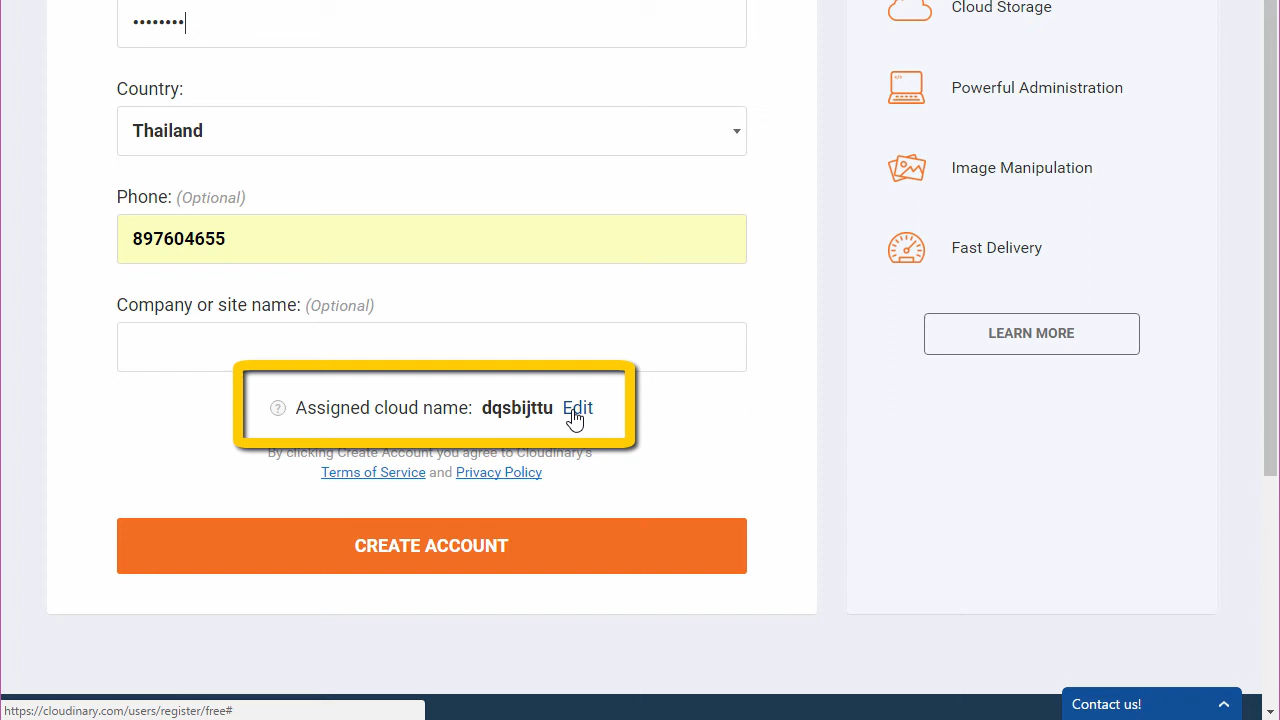 ••••••••
Country:
Thailand
Phone: (Optional)
897604655
Company or site name: (Optional)
? Assigned cloud name: dqsbijttu Edit
By clicking Create Account you agree to Cloudinary's
Terms of Service and Privacy Policy
CREATE ACCOUNT
Cloud Storage
Powerful Administration
Image Manipulation
Fast Delivery
LEARN MORE
https://cloudinary.com/users/register/free#
Contact us!